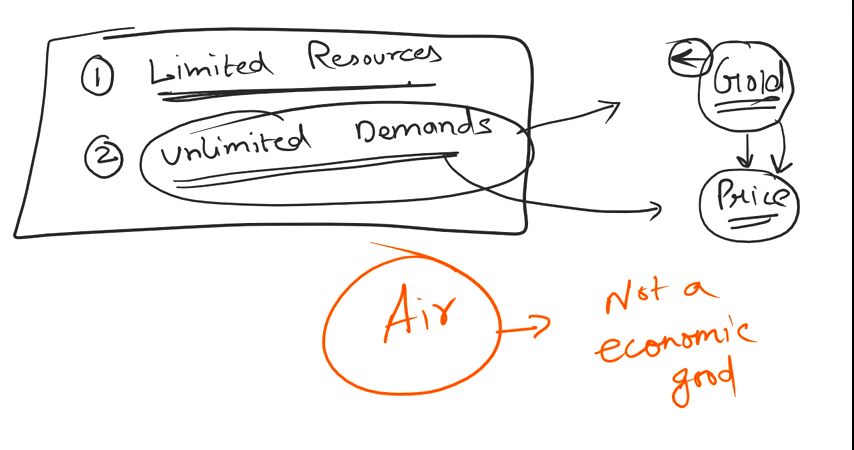 ① Limited Resources
② Unlimited Demands
Gold
Price
Air
Not a
economic
good